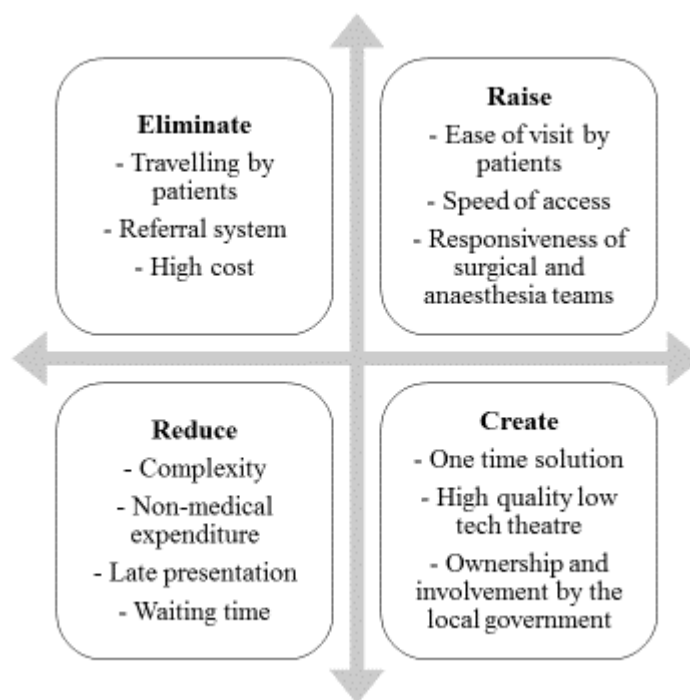 Eliminate
- Travelling by
patients
- Referral system
- High cost
Raise
- Ease of visit by
patients
- Speed of access
- Responsiveness of
surgical and
anaesthesia teams
Reduce
- Complexity
- Non-medical
expenditure
- Late presentation
- Waiting time
Create
- One time solution
- High quality low
tech theatre
- Ownership and
involvement by the
local government